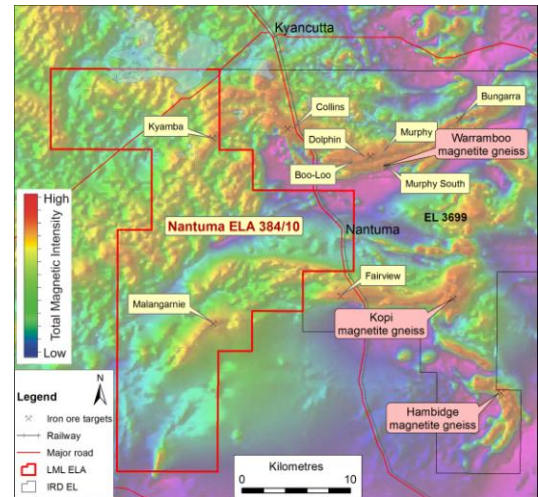 Kyancutta
Bungarra
Collins
Kyamba
Dolphin
Murphy
Warramboo
magnetite gneiss
Boo-Loo
Murphy South
High
Total Magnetic Intensity
Low
Nantuma ELA 384/10
EL 3699
Nantuma
Fairview
Malangarnie
Kopi
magnetite gneiss
Hambidge
magnetite gneiss
Legend
N
Iron ore targets
Railway
Major road
LML ELA
IRD EL
Kilometres
0 10